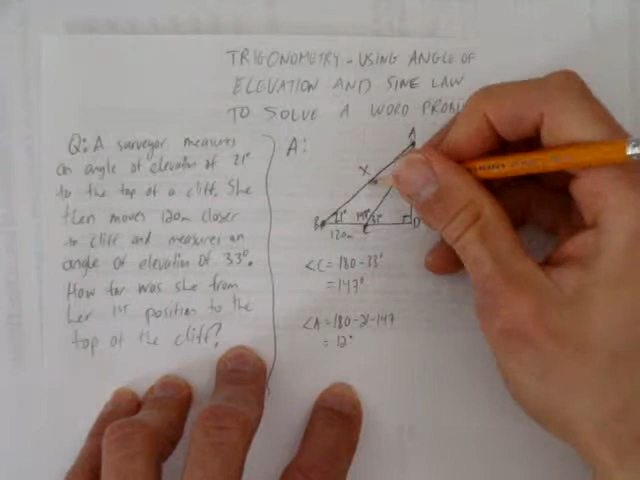 TRIGONOMETRY - USING ANGLE OF
ELEVATION AND SINE LAW
TO SOLVE A WORD PROBL
Q: A surveyor measures
an angle of elevation of 21°
to the top of a cliff. She
then moves 120m closer
to cliff and measures an
angle of elevation of 33°.
How far was she from
her 1st position to the
top of the cliff?
A:
A
X
B 21° 147° 33° D
C
120m
<C = 180-33°
= 147°
<A = 180-21-147
= 12°